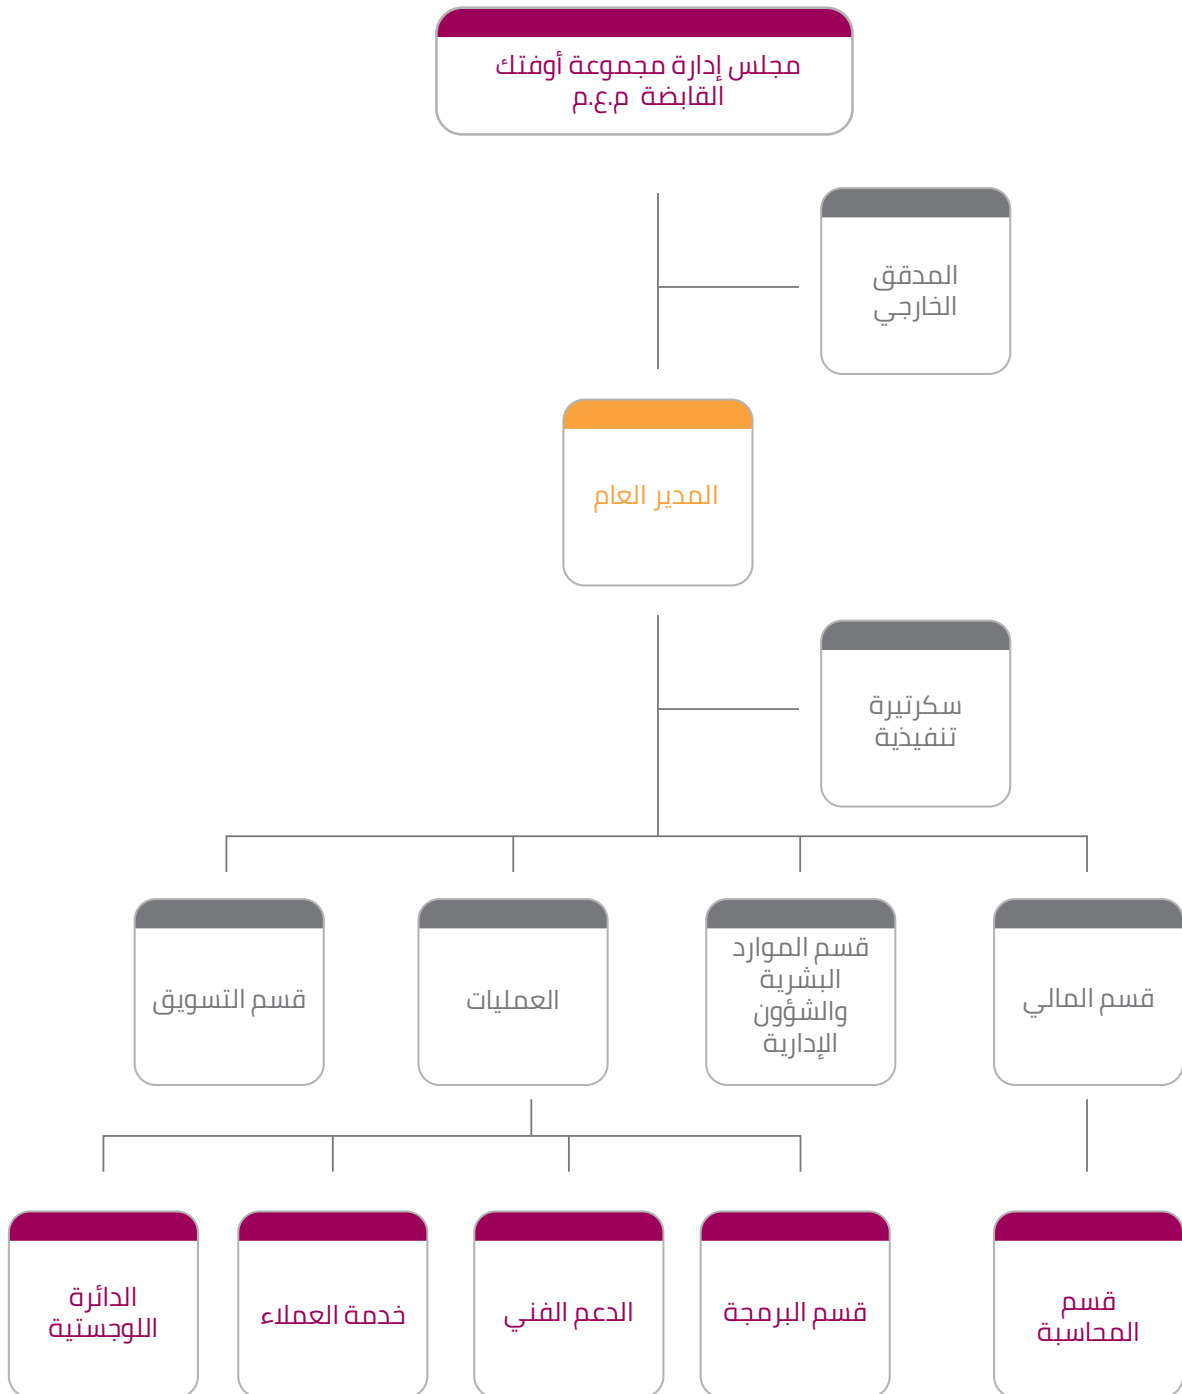 مجلس إدارة مجموعة أوفتك
القابضة م.ع.م
المدقق
الخارجي
المدير العام
سكرتيرة
تنفيذية
قسم المالي
قسم الموارد
البشرية
والشؤون
الإدارية
العمليات
قسم التسويق
قسم
المحاسبة
قسم البرمجة
الدعم الفني
خدمة العملاء
الدائرة
اللوجستية